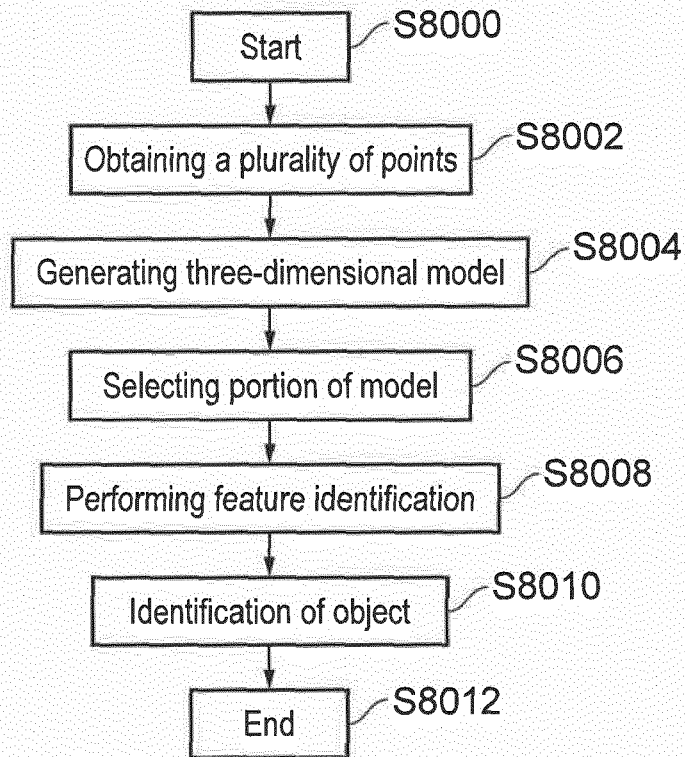 Start
S8000
Obtaining a plurality of points
S8002
Generating three-dimensional model
S8004
Selecting portion of model
S8006
Performing feature identification
S8008
Identification of object
S8010
End
S8012